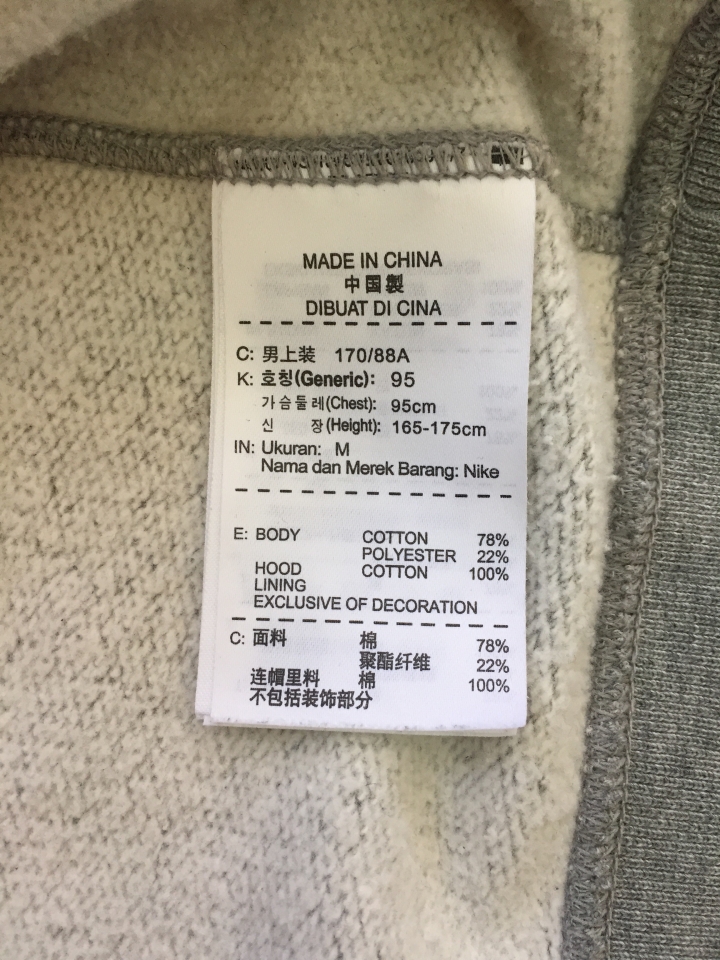 MADE IN CHINA
中国製
DIBUAT DI CINA
C: 男上装 170/88A
K: 호칭(Generic): 95
가슴둘레(Chest): 95cm
신 장(Height): 165-175cm
IN: Ukuran: M
Nama dan Merek Barang: Nike
E: BODY COTTON 78%
POLYESTER 22%
HOOD COTTON 100%
LINING
EXCLUSIVE OF DECORATION
C: 面料 棉 78%
聚酯纤维 22%
连帽里料 棉 100%
不包括装饰部分